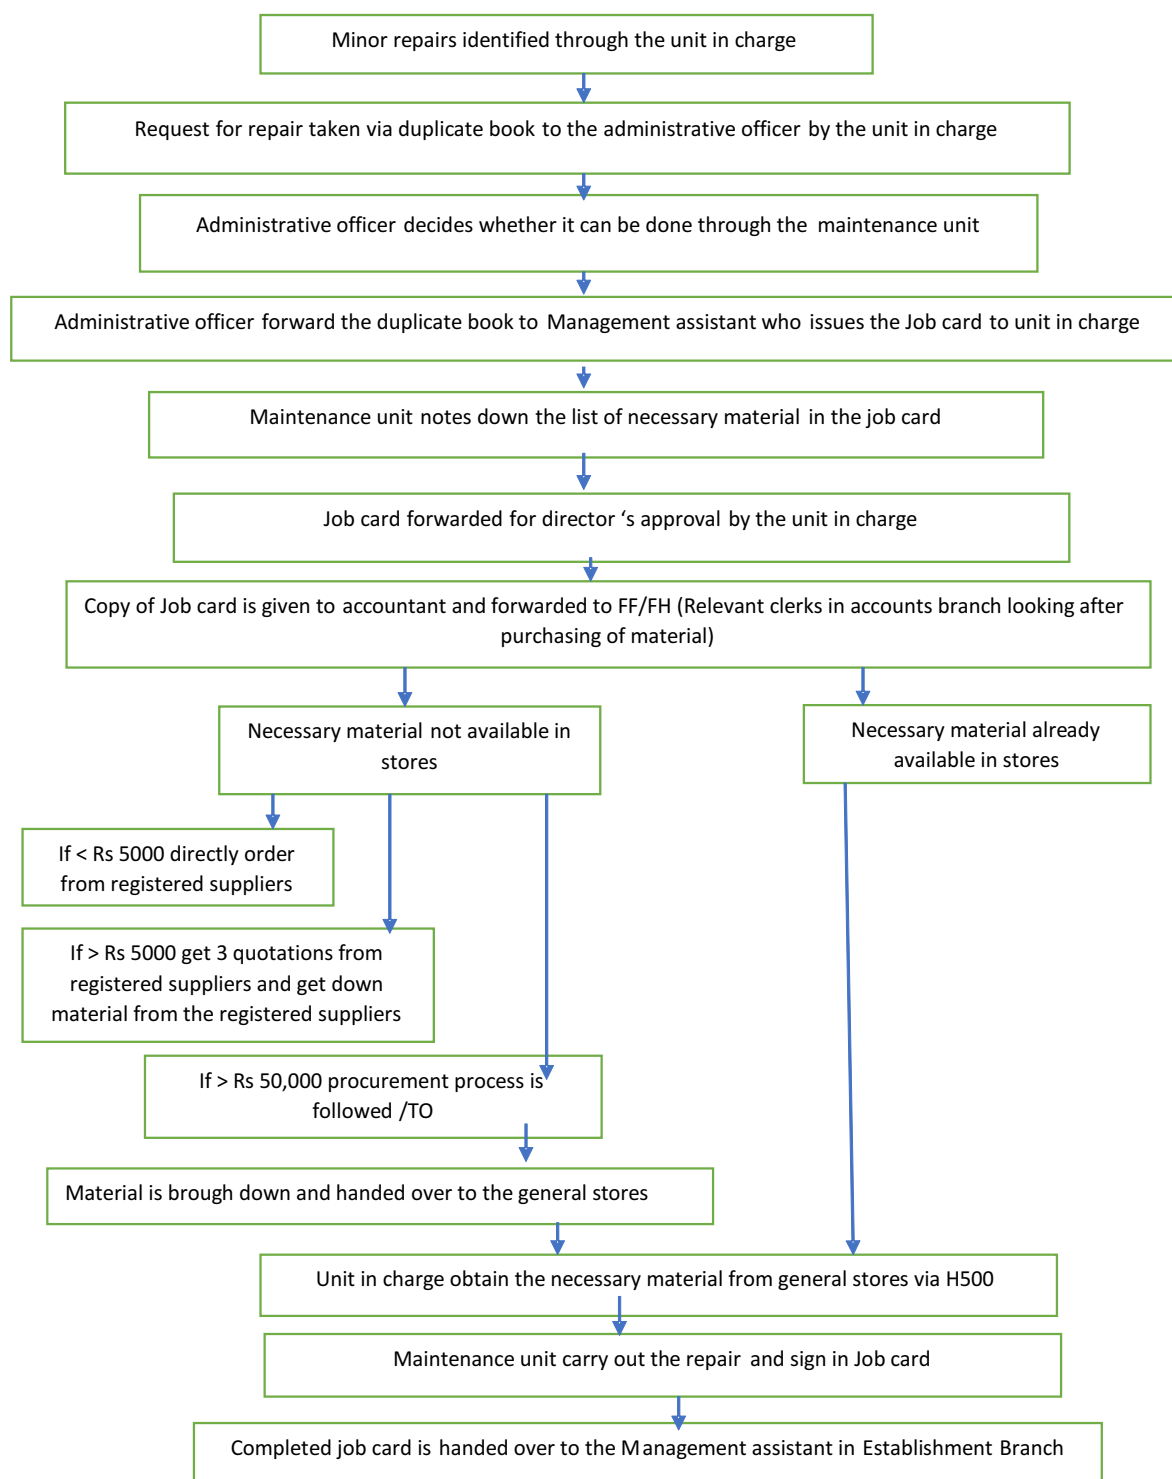 Minor repairs identified through the unit in charge
Request for repair taken via duplicate book to the administrative officer by the unit in charge
Administrative officer decides whether it can be done through the maintenance unit
Administrative officer forward the duplicate book to Management assistant who issues the Job card to unit in charge
Maintenance unit notes down the list of necessary material in the job card
Job card forwarded for director ‘s approval by the unit in charge
Copy of Job card is given to accountant and forwarded to FF/FH (Relevant clerks in accounts branch looking after
purchasing of material)
Necessary material not available in
stores
Necessary material already
available in stores
If < Rs 5000 directly order
from registered suppliers
If > Rs 5000 get 3 quotations from
registered suppliers and get down
material from the registered suppliers
If > Rs 50,000 procurement process is
followed /TO
Material is brough down and handed over to the general stores
Unit in charge obtain the necessary material from general stores via H500
Maintenance unit carry out the repair and sign in Job card
Completed job card is handed over to the Management assistant in Establishment Branch